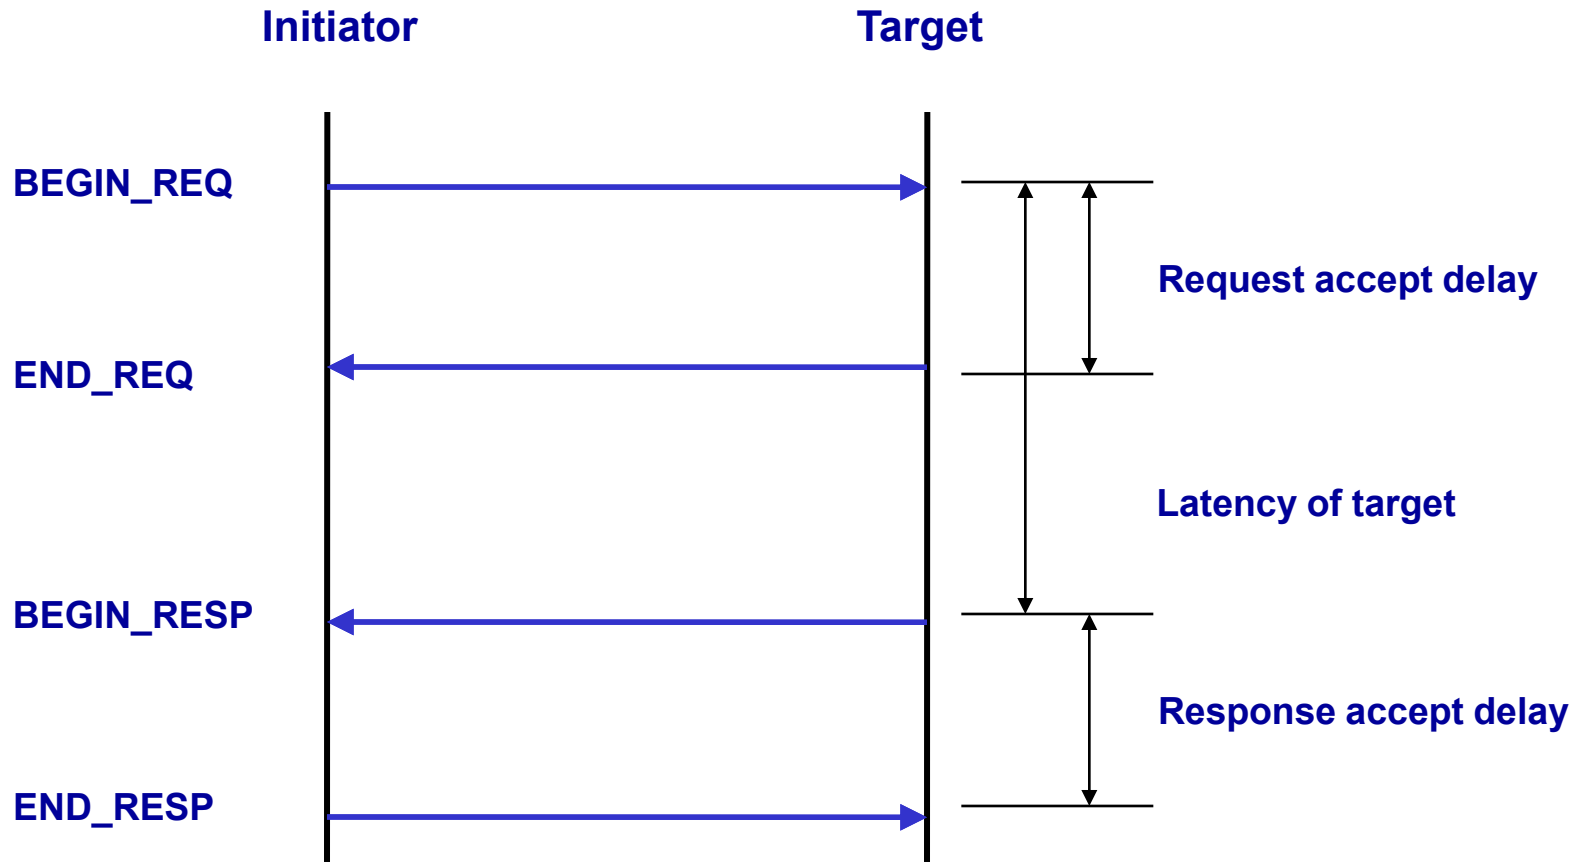 Initiator
Target
BEGIN_REQ
Request accept delay
END_REQ
Latency of target
BEGIN_RESP
Response accept delay
END_RESP